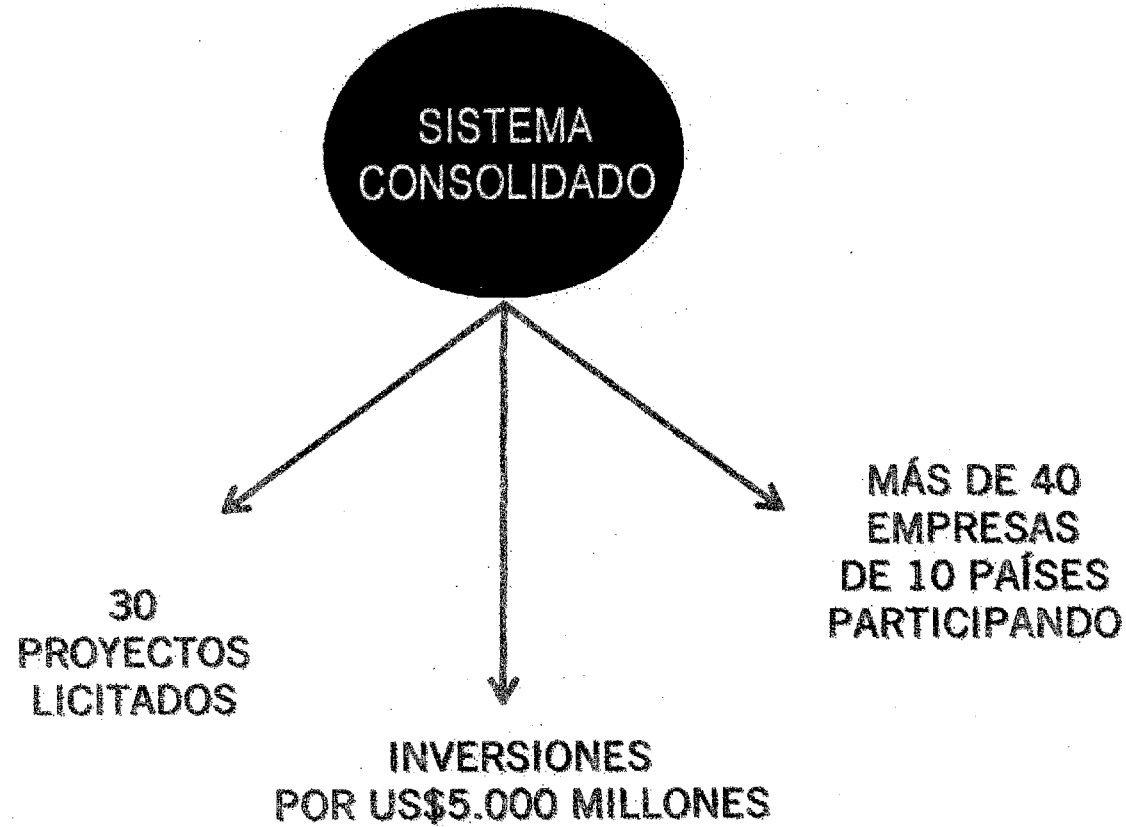 SISTEMA
CONSOLIDADO
30
PROYECTOS
LICITADOS
INVERSIONES
POR US$5.000 MILLONES
MÁS DE 40
EMPRESAS
DE 10 PAÍSES
PARTICIPANDO